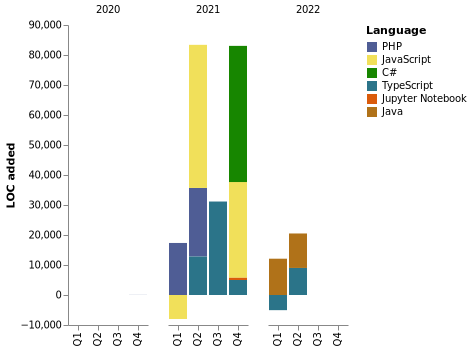 2020 2021 2022
90,000
80,000
70,000
60,000
50,000
40,000
30,000
20,000
10,000
0
−10,000
LOC added
Q1 Q2 Q3 Q4 Q1 Q2 Q3 Q4 Q1 Q2 Q3 Q4
Language
PHP
JavaScript
C#
TypeScript
Jupyter Notebook
Java